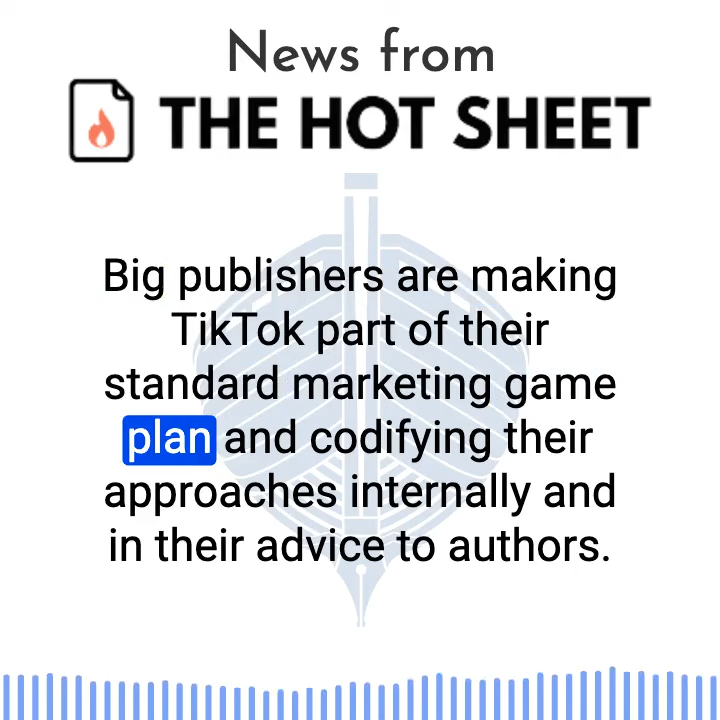 News from
THE HOT SHEET
Big publishers are making
TikTok part of their
standard marketing game
plan and codifying their
approaches internally and
in their advice to authors.